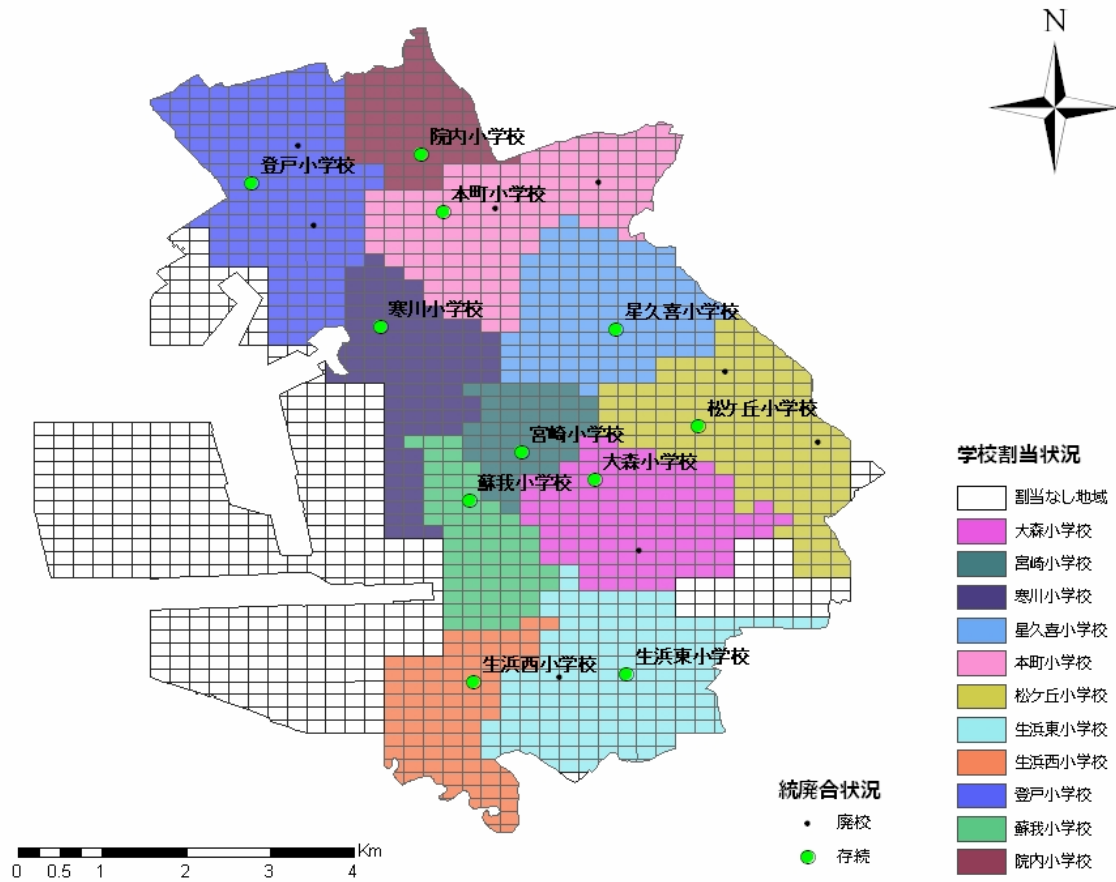 N
院内小学校
登戸小学校
本町小学校
寒川小学校
星久喜小学校
松ケ丘小学校
宮崎小学校
大森小学校
蘇我小学校
生浜西小学校
生浜東小学校
学校割当状況
割当なし地域
大森小学校
宮崎小学校
寒川小学校
星久喜小学校
本町小学校
松ケ丘小学校
生浜東小学校
生浜西小学校
登戸小学校
蘇我小学校
院内小学校
統廃合状況
廃校
存続
Km
0 0.5 1 2 3 4